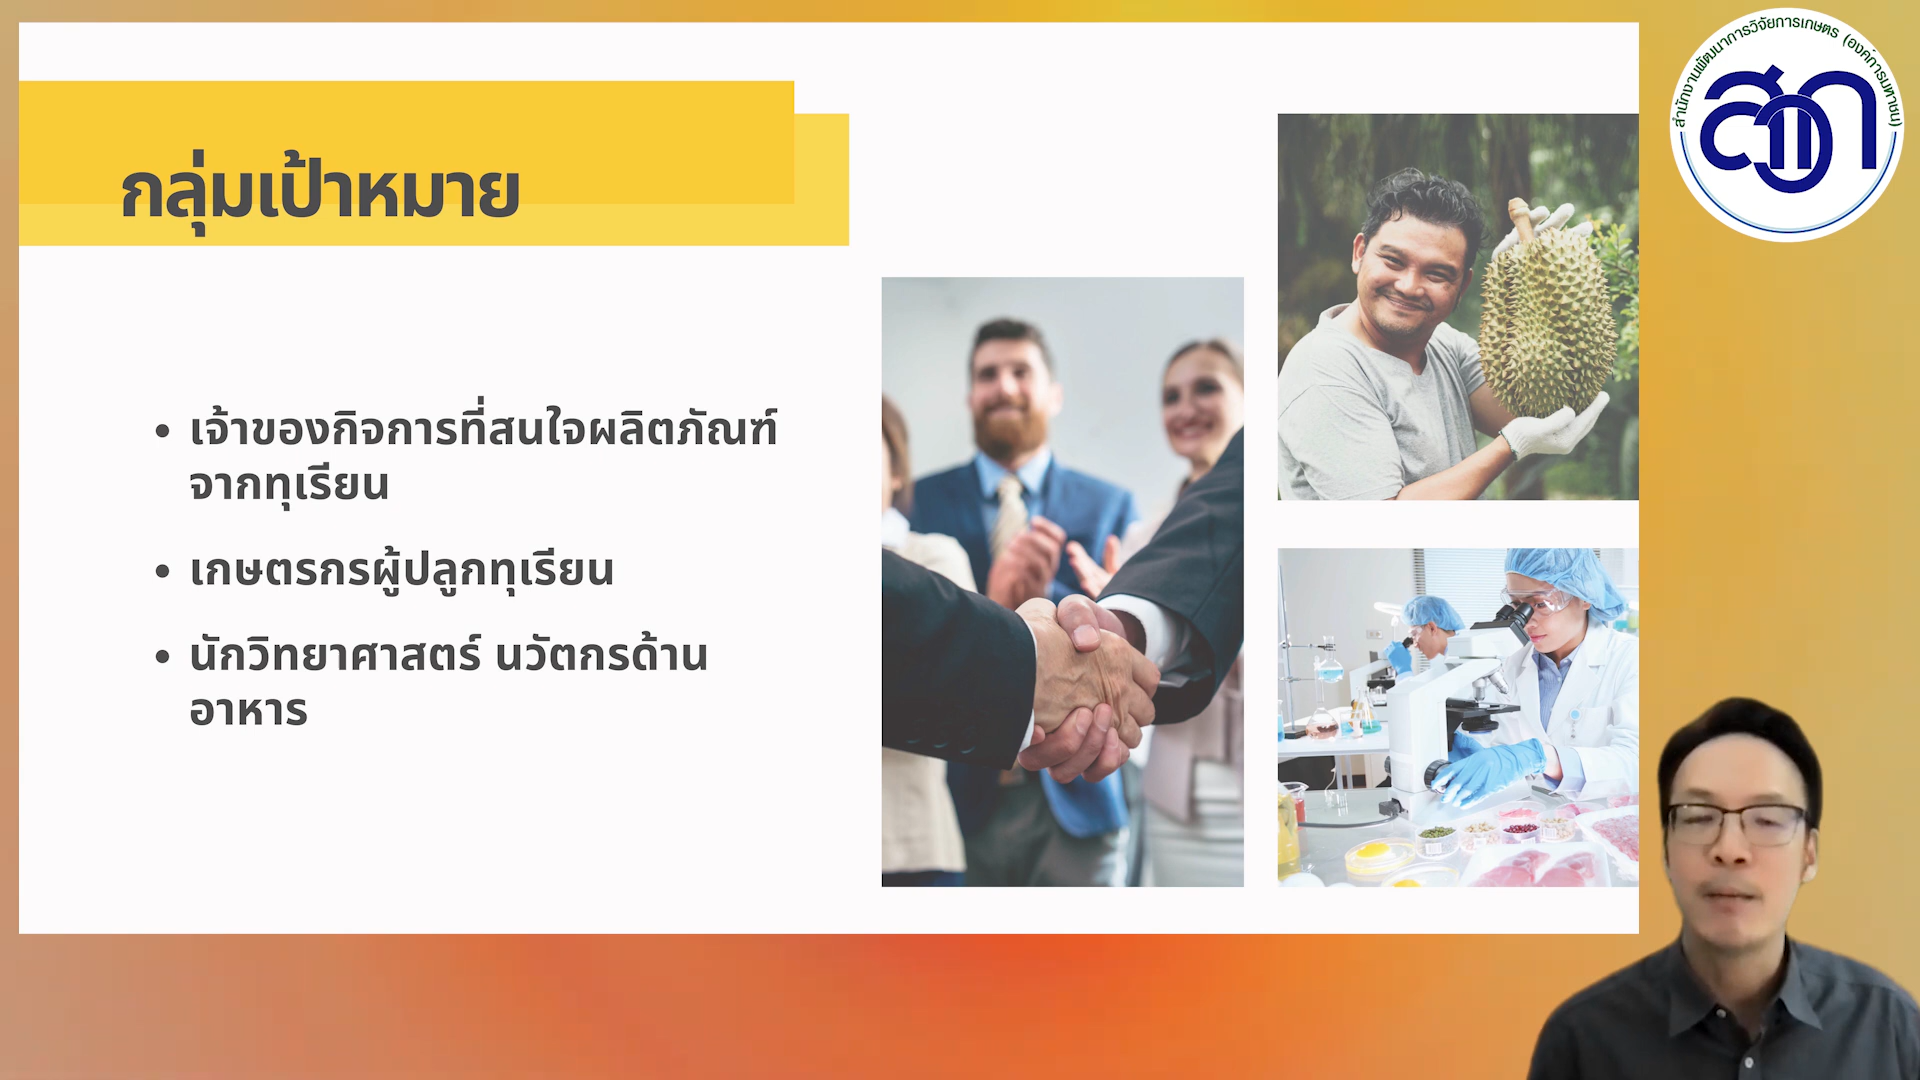 กลุ่มเป้าหมาย
เจ้าของกิจการที่สนใจผลิตภัณฑ์
จากทุเรียน
เกษตรกรผู้ปลูกทุเรียน
นักวิทยาศาสตร์ นวัตกรด้าน
อาหาร
สำนักงานพัฒนาการวิจัยการเกษตร (องค์การมหาชน)
สวก